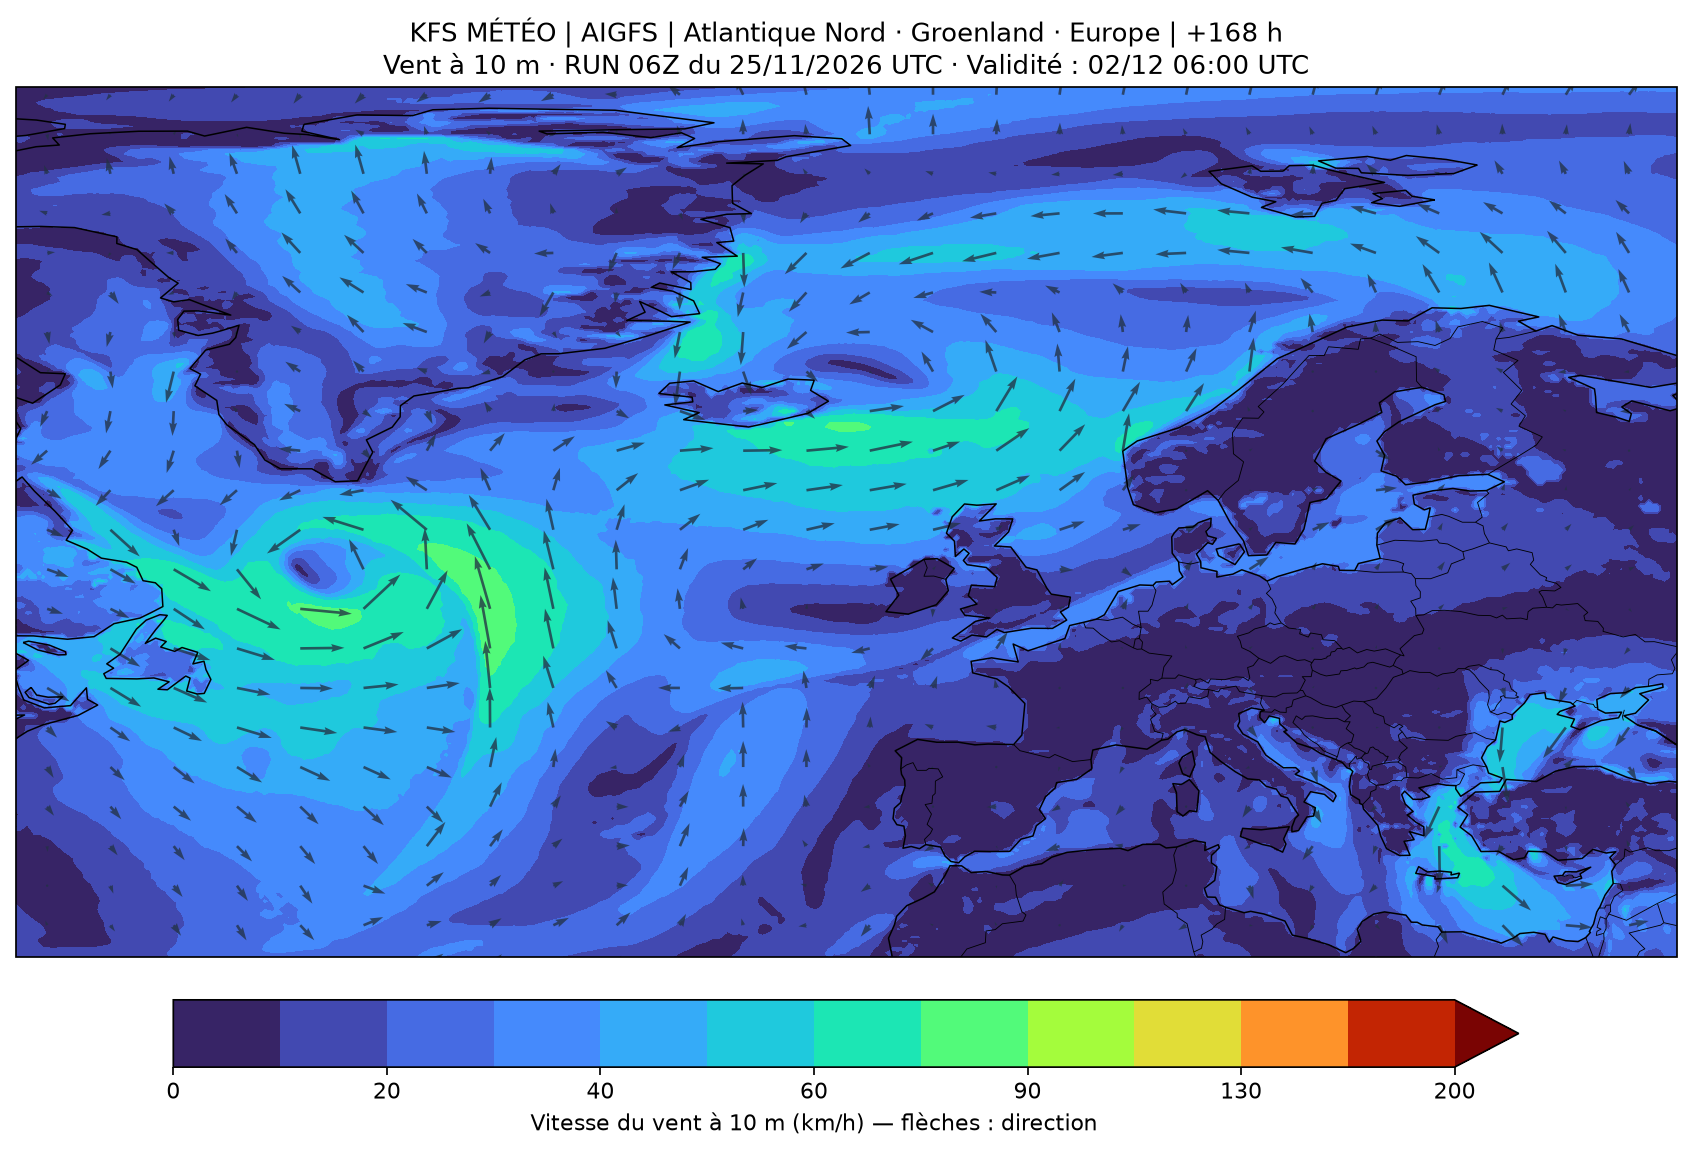 KFS MÉTÉO | AIGFS | Atlantique Nord · Groenland · Europe | +168 h
Vent à 10 m · RUN 06Z du 25/11/2026 UTC · Validité : 02/12 06:00 UTC
0 20 40 60 90 130 200
Vitesse du vent à 10 m (km/h) — flèches : direction